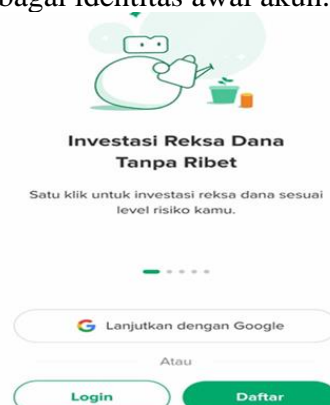 bagai identitas awal akun.
Investasi Reksa Dana
Tanpa Ribet
Satu klik untuk investasi reksa dana sesuai
level risiko kamu.
Lanjutkan dengan Google
Atau
Login
Daftar